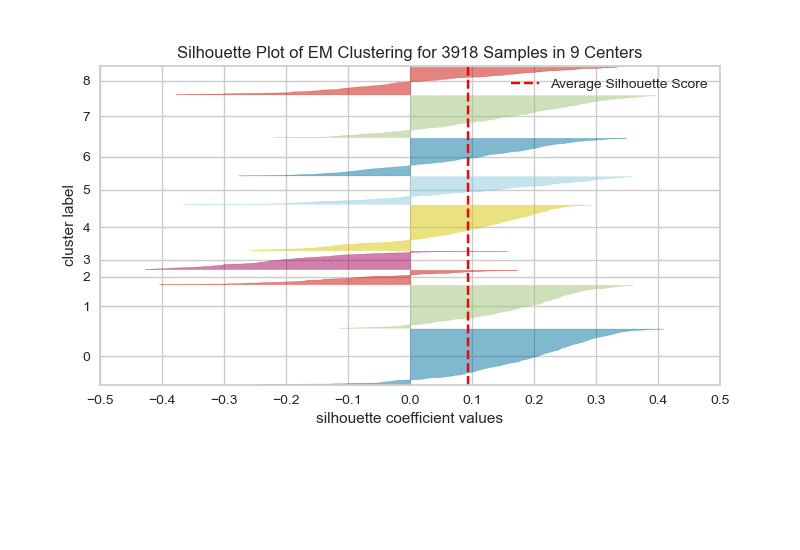 Silhouette Plot of EM Clustering for 3918 Samples in 9 Centers
Average Silhouette Score
cluster label
8
7
6
5
4
3
2
1
0
−0.5 −0.4 −0.3 −0.2 −0.1 0.0 0.1 0.2 0.3 0.4 0.5
silhouette coefficient values